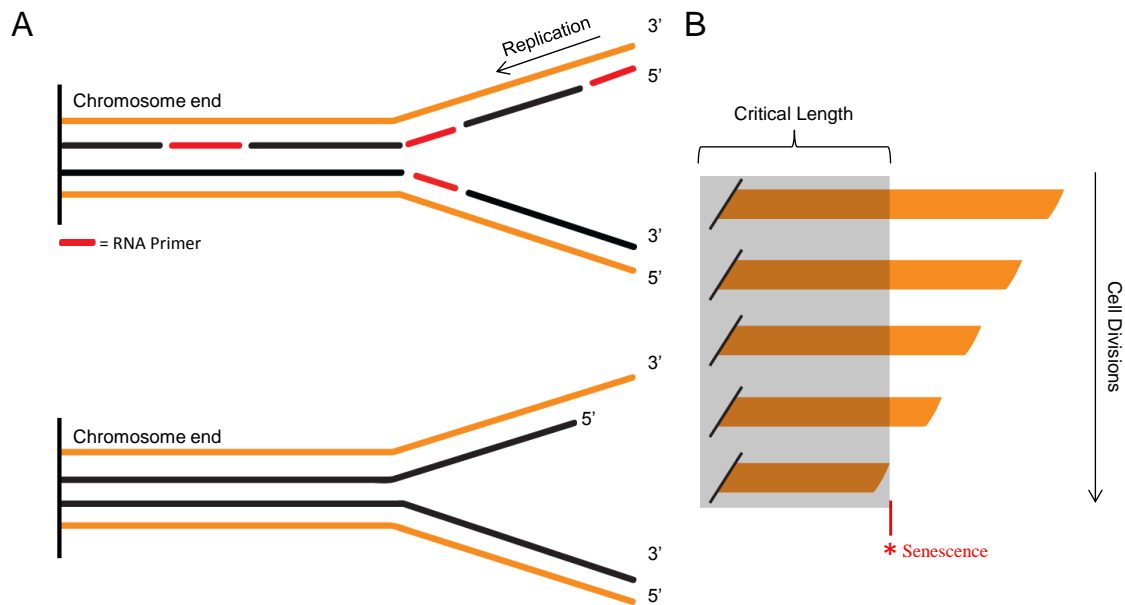 A
Replication
3’
5’
Chromosome end
3’
5’
= RNA Primer
3’
5’
Chromosome end
3’
5’
B
Critical Length
Cell Divisions
* Senescence